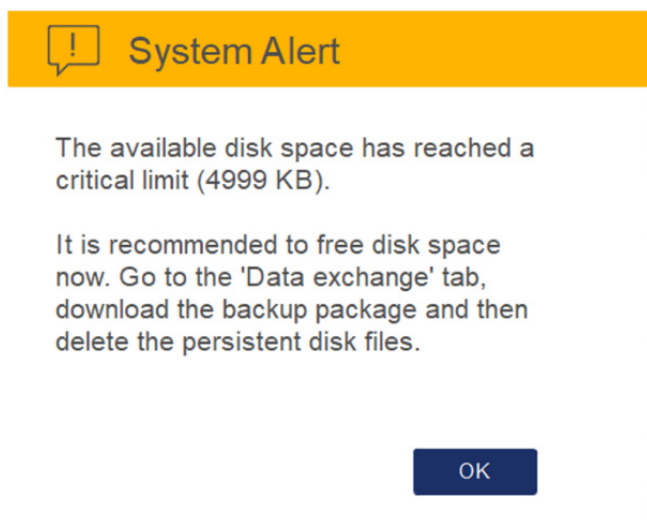 System Alert
The available disk space has reached a
critical limit (4999 KB).
It is recommended to free disk space
now. Go to the 'Data exchange' tab,
download the backup package and then
delete the persistent disk files.
OK